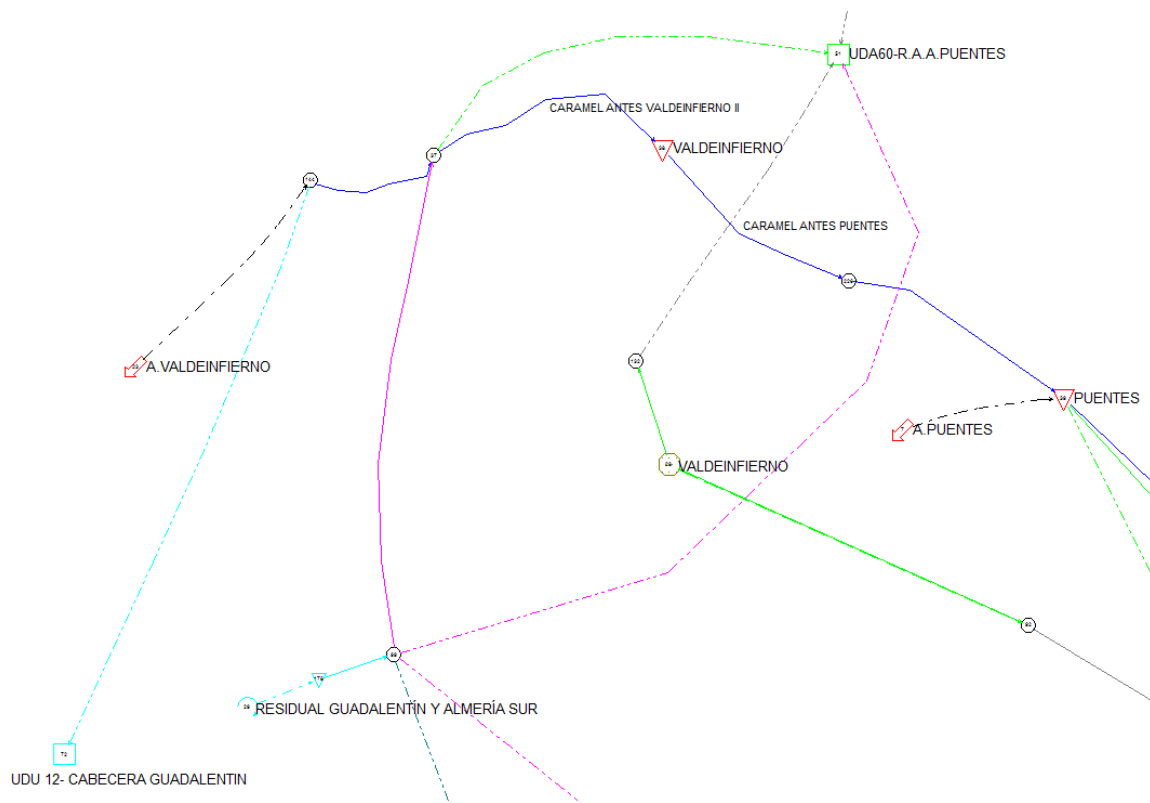 UDA60-R.A.A.PUENTES
CARAMEL ANTES VALDEINFIERNO II
VALDEINFIERNO
CARAMEL ANTES PUENTES
A.VALDEINFIERNO
PUENTES
A.PUENTES
VALDEINFIERNO
RESIDUAL GUADALENTÍN Y ALMERÍA SUR
UDU 12- CABECERA GUADALENTIN